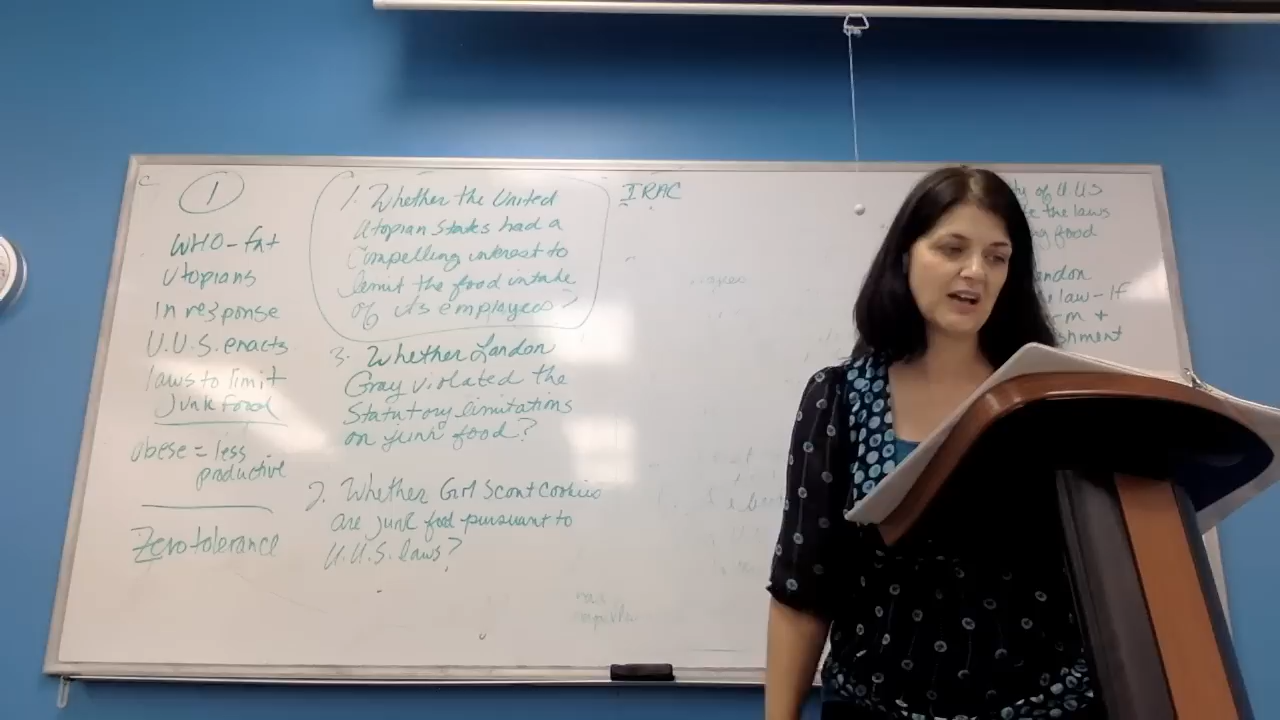 1
WHO-fat
Utopians
in response
U.U.S. enacts
laws to limit
junk food
obese = less
productive
Zero tolerance
1. Whether the United
Utopian States had a
Compelling interest to
limit the food intake
of its employees?
3. Whether London
Gray violated the
Statutory limitations
on junk food?
2. Whether Girl Scout Cookies
are junk food pursuant to
U.U.S. laws?
IRAC
of U.US
the laws
food
law - If